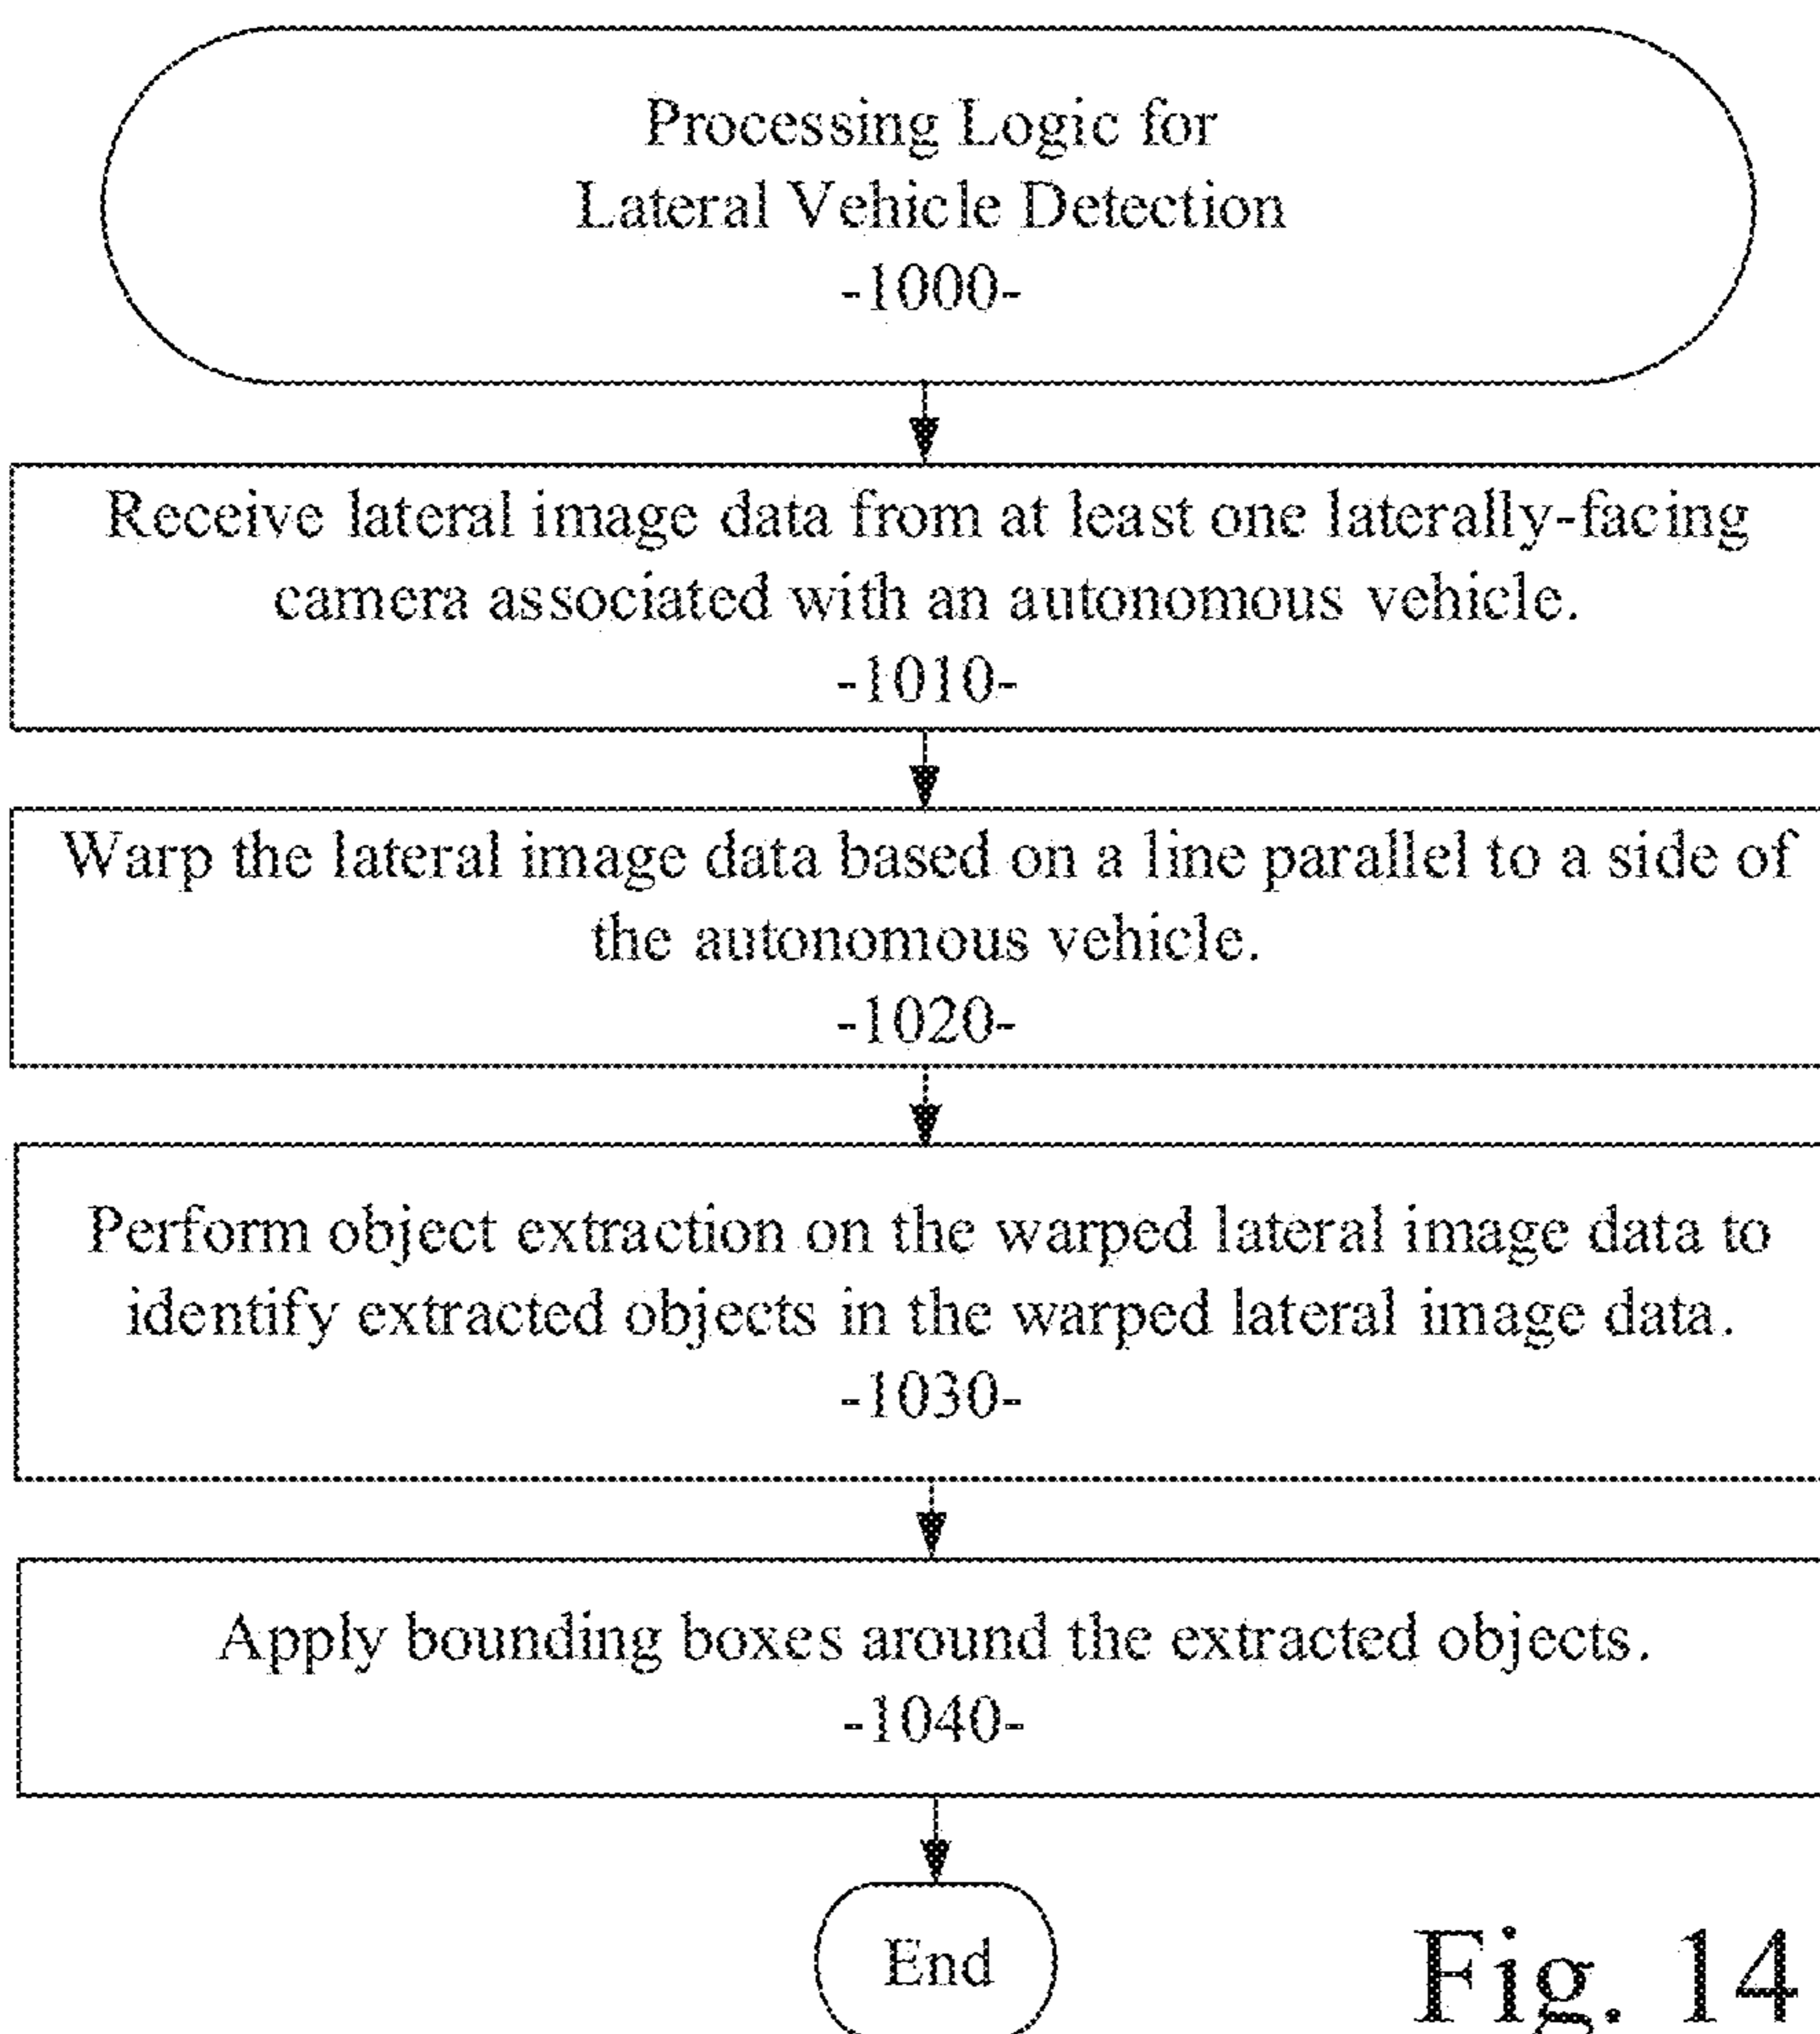 Processing Logic for
Lateral Vehicle Detection
-1000-
Receive lateral image data from at least one laterally-facing
camera associated with an autonomous vehicle.
-1010-
Warp the lateral image data based on a line parallel to a side of
the autonomous vehicle.
-1020-
Perform object extraction on the warped lateral image data to
identify extracted objects in the warped lateral image data.
-1030-
Apply bounding boxes around the extracted objects.
-1040-
End
Fig. 14